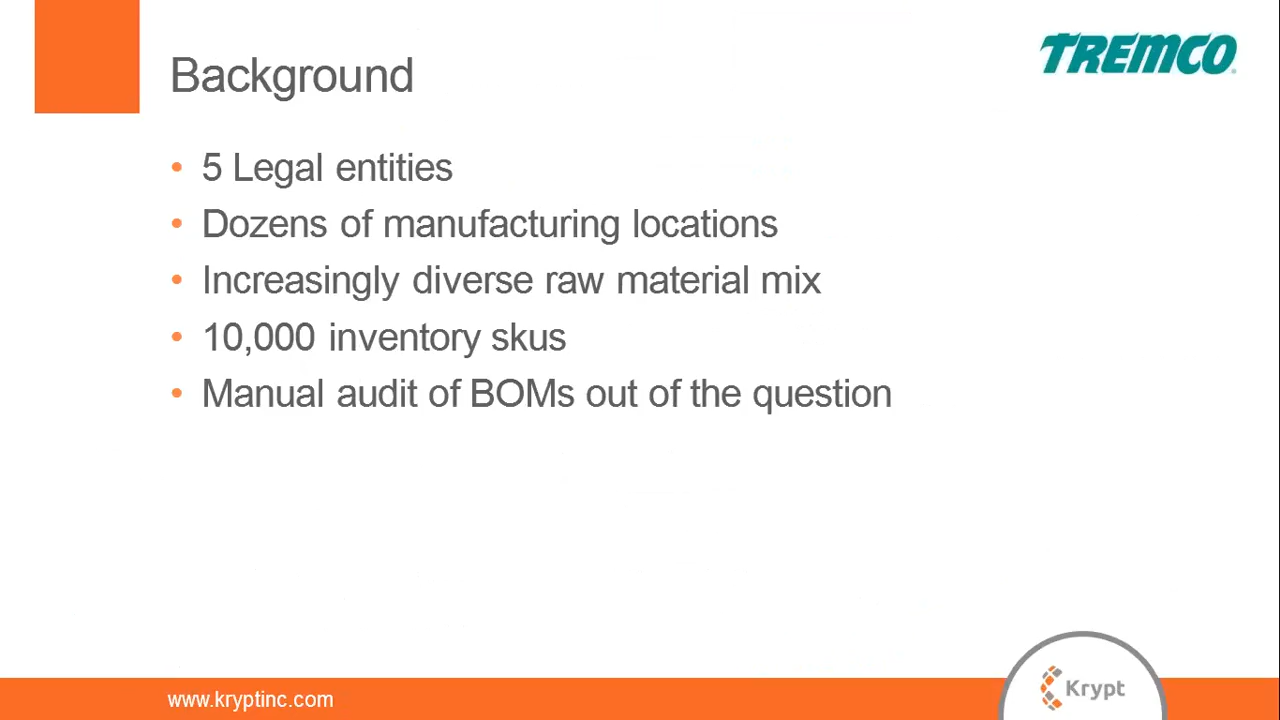 TREMCO
Background
• 5 Legal entities
• Dozens of manufacturing locations
• Increasingly diverse raw material mix
• 10,000 inventory skus
• Manual audit of BOMs out of the question
www.kryptinc.com
Krypt